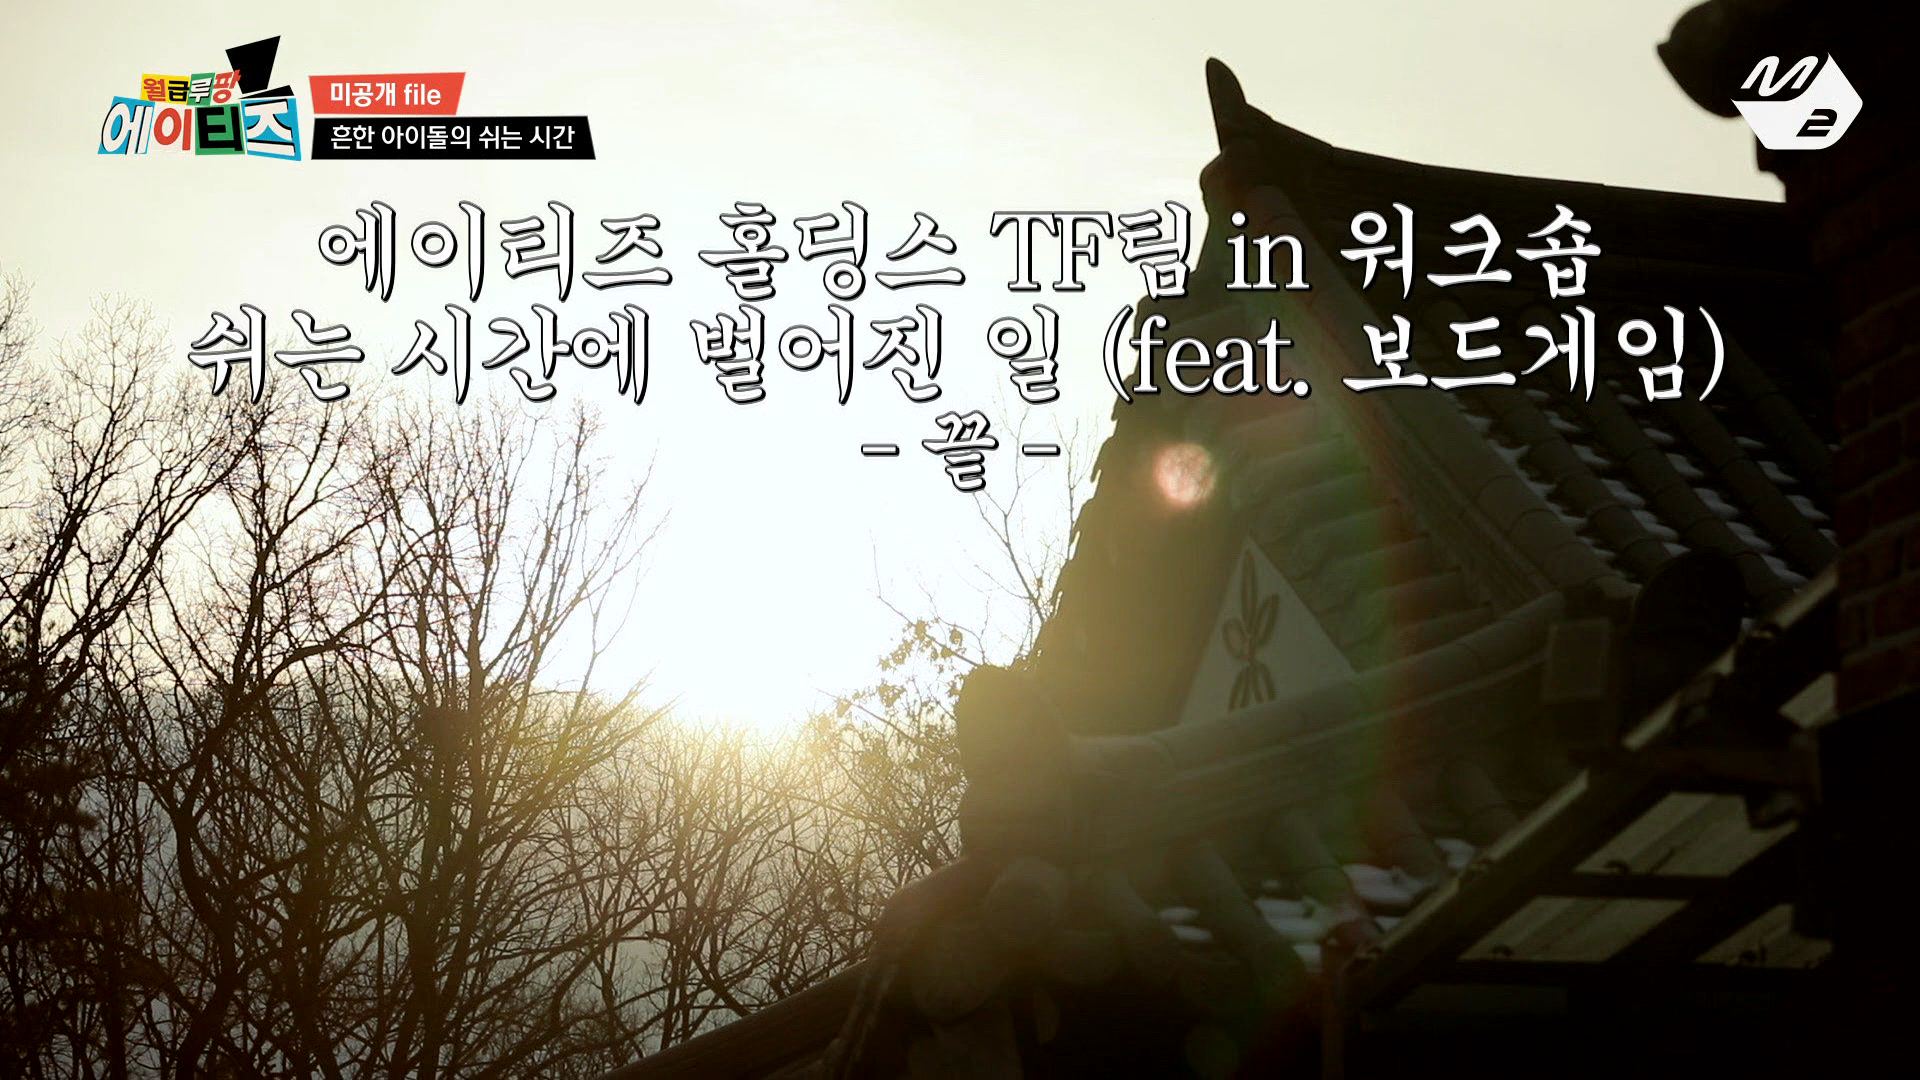 월급루팡
에이티즈
미공개 file
흔한 아이돌의 쉬는 시간
M2
에이티즈 홀딩스 TF팀 in 워크숍
쉬는 시간에 벌어진 일 (feat. 보드게임)
- 끝 -